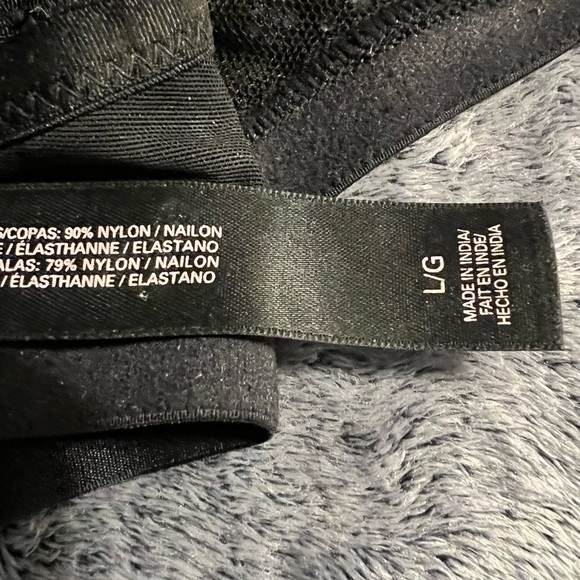 S/COPAS: 90% NYLON / NAILON
E / ÉLASTHANNE / ELASTANO
ALAS: 79% NYLON / NAILON
/ ÉLASTHANNE / ELASTANO
L/G
MADE IN INDIA/
FAIT EN INDE/
HECHO EN INDIA